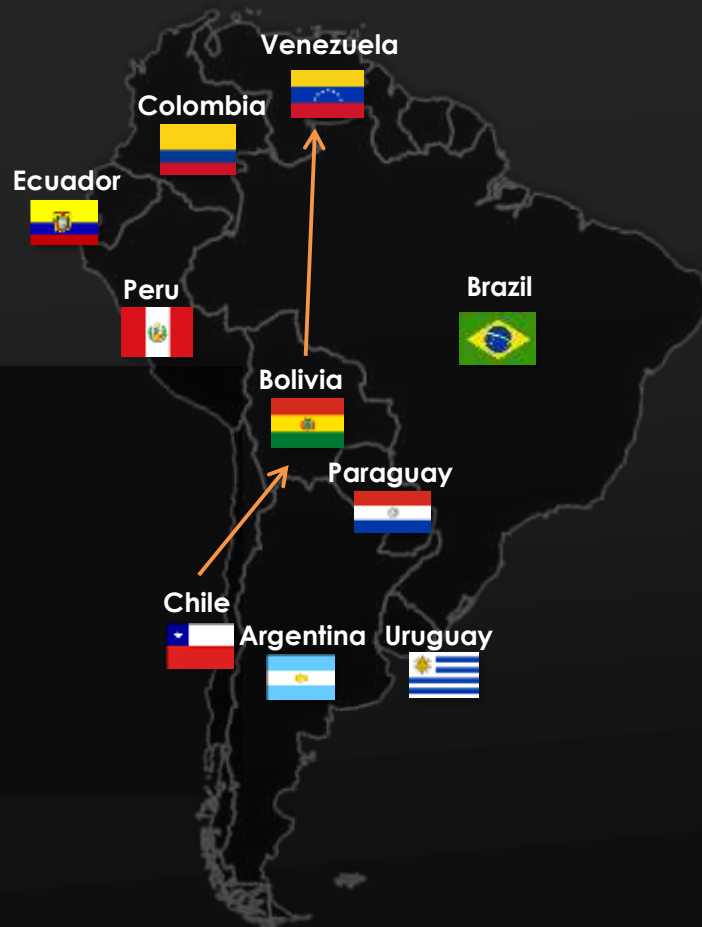 Venezuela
Colombia
Ecuador
Peru
Brazil
Bolivia
Paraguay
Chile
Argentina
Uruguay